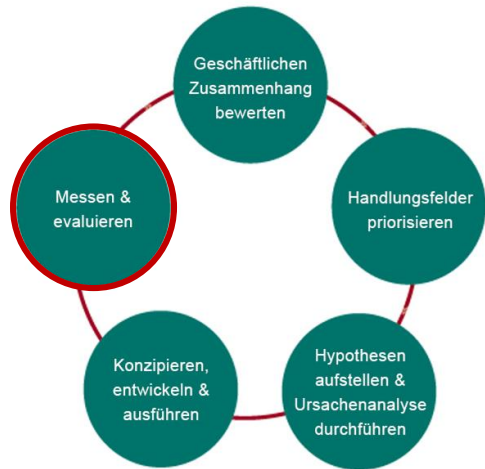 Geschäftlichen
Zusammenhang
bewerten
Handlungsfelder
priorisieren
Hypothesen
aufstellen &
Ursachenanalyse
durchführen
Konzipieren,
entwickeln &
ausführen
Messen &
evaluieren